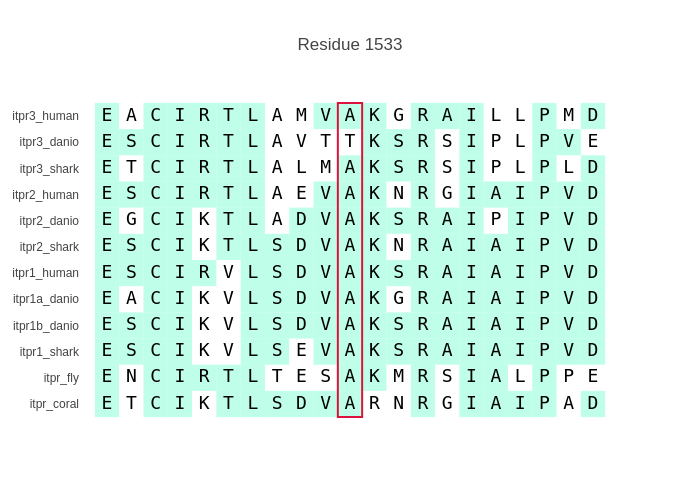 Residue 1533
itpr3_human E A C I R T L A M V A K G R A I L L P M D
itpr3_danio E S C I R T L A V T T K S R S I P L P V E
itpr3_shark E T C I R T L A L M A K S R S I P L P L D
itpr2_human E S C I R T L A E V A K N R G I A I P V D
itpr2_danio E G C I K T L A D V A K S R A I P I P V D
itpr2_shark E S C I K T L S D V A K N R A I A I P V D
itpr1_human E S C I R V L S D V A K S R A I A I P V D
itpr1a_danio E A C I K V L S D V A K G R A I A I P V D
itpr1b_danio E S C I K V L S D V A K S R A I A I P V D
itpr1_shark E S C I K V L S E V A K S R A I A I P V D
itpr_fly E N C I R T L T E S A K M R S I A L P P E
itpr_coral E T C I K T L S D V A R N R G I A I P A D